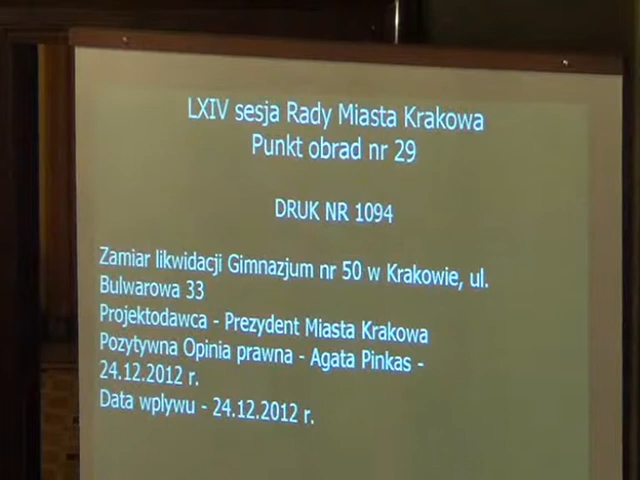 LXIV sesja Rady Miasta Krakowa
Punkt obrad nr 29
DRUK NR 1094
Zamiar likwidacji Gimnazjum nr 50 w Krakowie, ul.
Bulwarowa 33
Projektodawca - Prezydent Miasta Krakowa
Pozytywna Opinia prawna - Agata Pinkas -
24.12.2012 r.
Data wpływu - 24.12.2012 r.